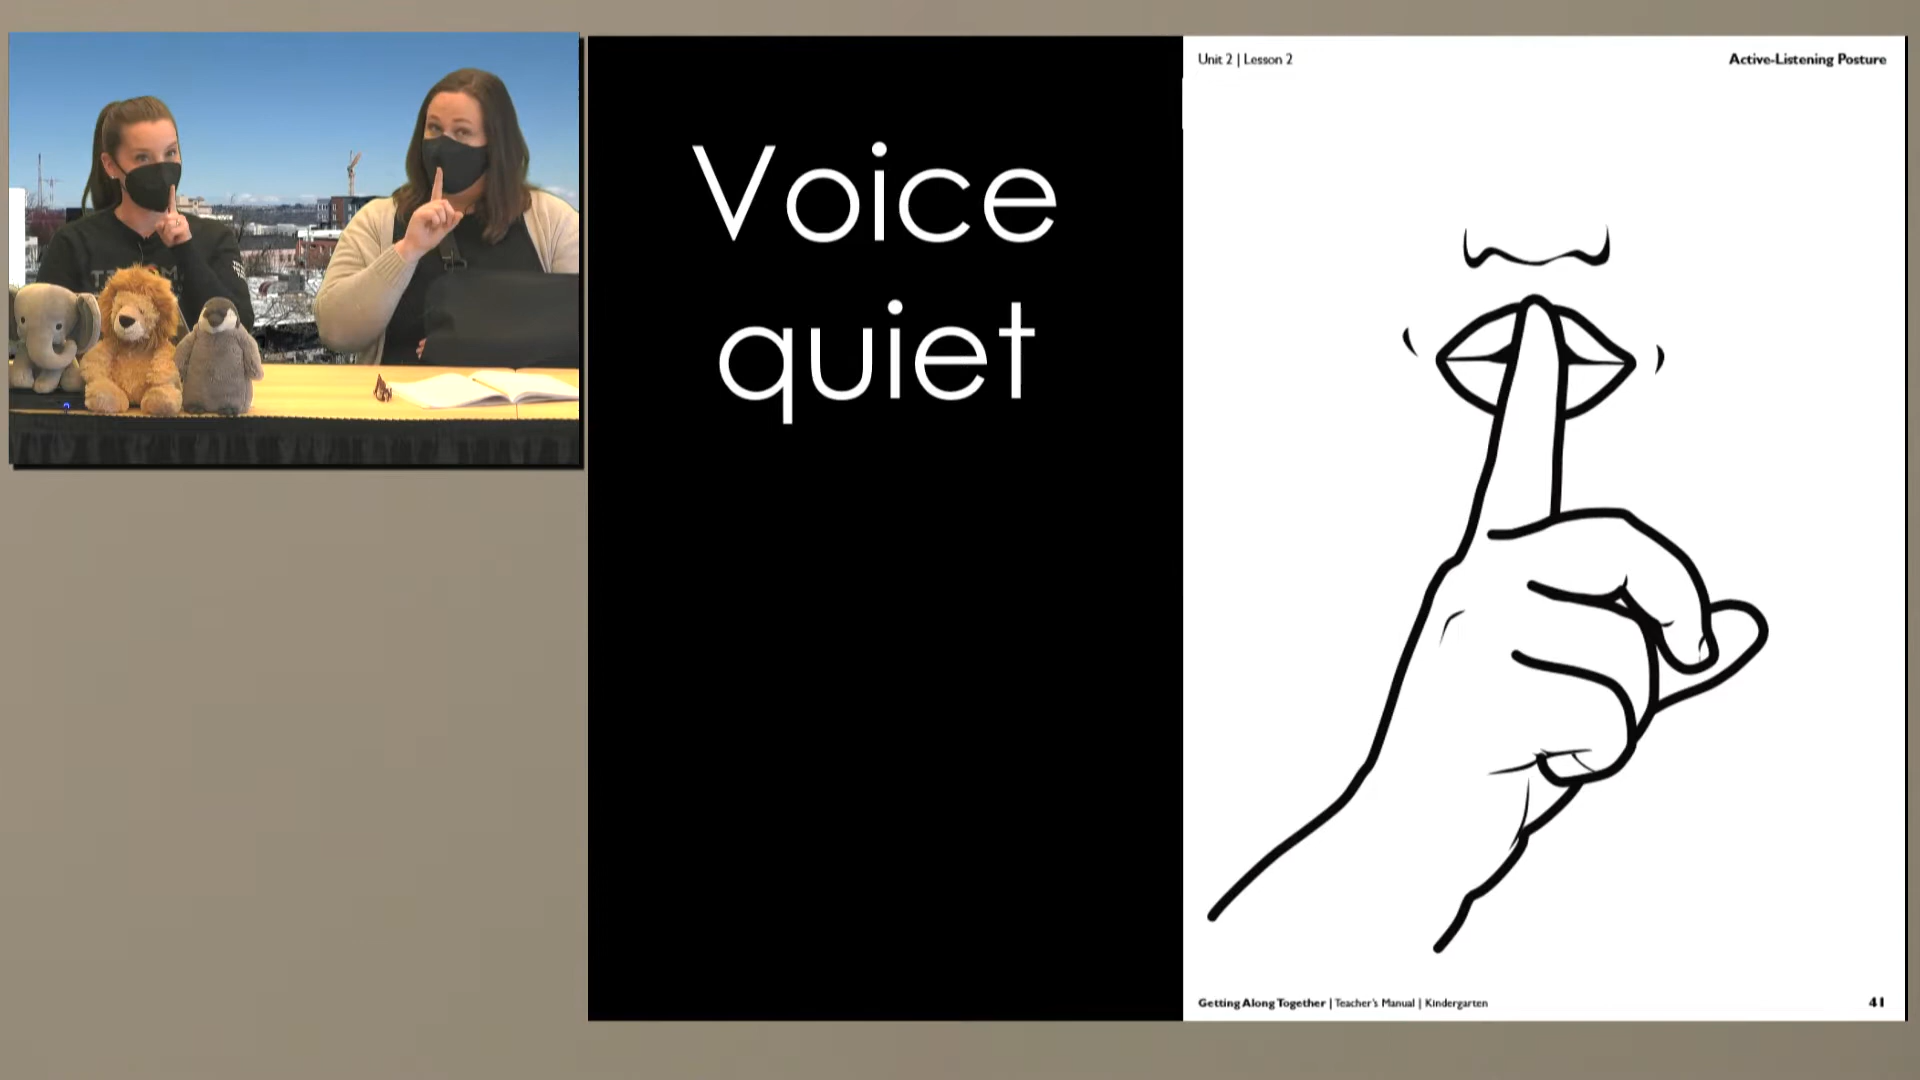 Voice
quiet
Unit 2 | Lesson 2
Active-Listening Posture
Getting Along Together | Teacher's Manual | Kindergarten
41